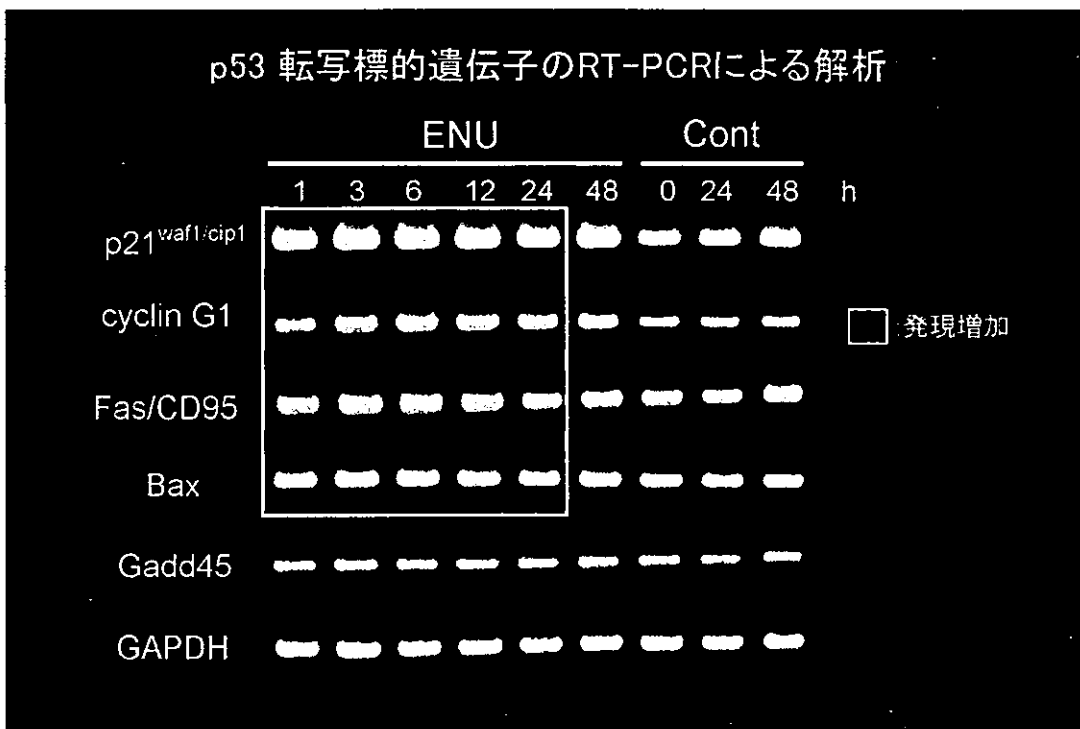 p53 転写標的遺伝子のRT-PCRによる解析
ENU Cont
1 3 6 12 24 48 0 24 48 h
p21waf1/cip1
cyclin G1
:発現増加
Fas/CD95
Bax
Gadd45
GAPDH